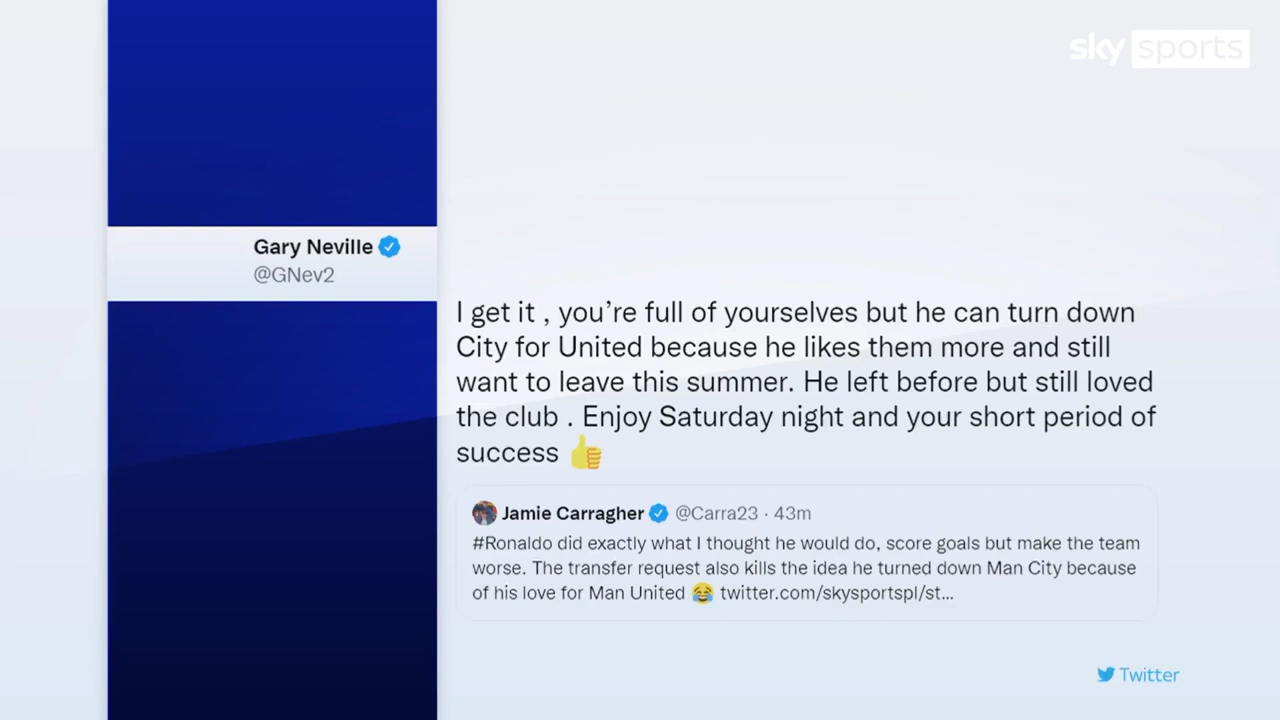 sky sports
Gary Neville
@GNev2
I get it , you’re full of yourselves but he can turn down
City for United because he likes them more and still
want to leave this summer. He left before but still loved
the club . Enjoy Saturday night and your short period of
success 👍
Jamie Carragher @Carra23 · 43m
#Ronaldo did exactly what I thought he would do, score goals but make the team
worse. The transfer request also kills the idea he turned down Man City because
of his love for Man United 😂 twitter.com/skysportspl/st...
Twitter